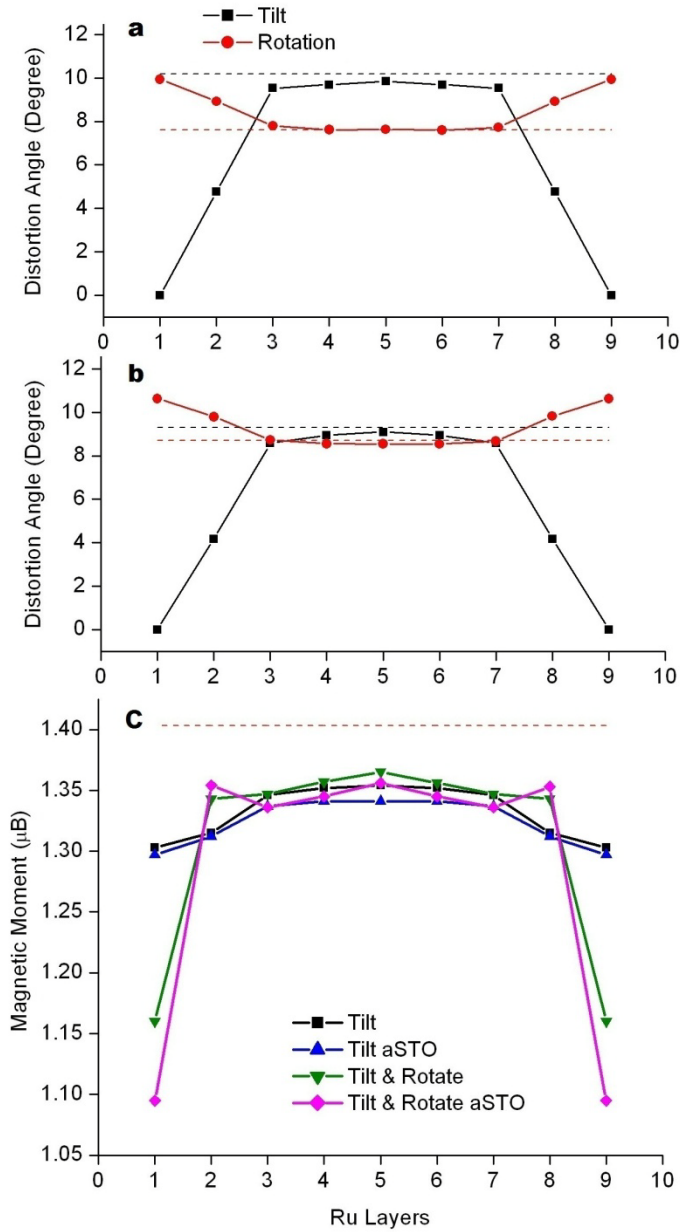 a
Tilt
Rotation
12
10
8
6
4
2
0
Distortion Angle (Degree)
0 1 2 3 4 5 6 7 8 9 10
b
12
10
8
6
4
2
0
Distortion Angle (Degree)
0 1 2 3 4 5 6 7 8 9 10
C
1.40
1.35
1.30
1.25
1.20
1.15
1.10
1.05
Magnetic Moment (μB)
Tilt
Tilt aSTO
Tilt & Rotate
Tilt & Rotate aSTO
0 1 2 3 4 5 6 7 8 9 10
Ru Layers